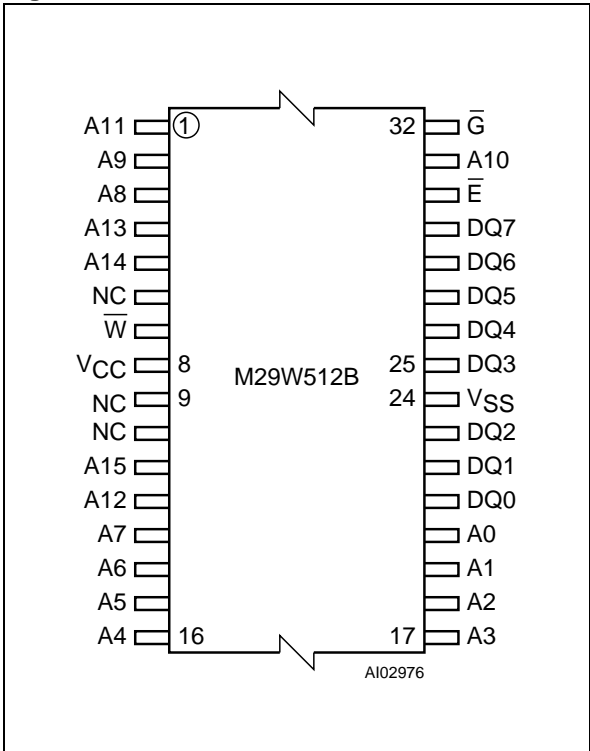 A11 1 32 G̅
A9 A10
A8 E̅
A13 DQ7
A14 DQ6
NC DQ5
W̅ DQ4
VCC 8 25 DQ3
M29W512B
NC 9 24 VSS
NC DQ2
A15 DQ1
A12 DQ0
A7 A0
A6 A1
A5 A2
A4 16 17 A3
AI02976